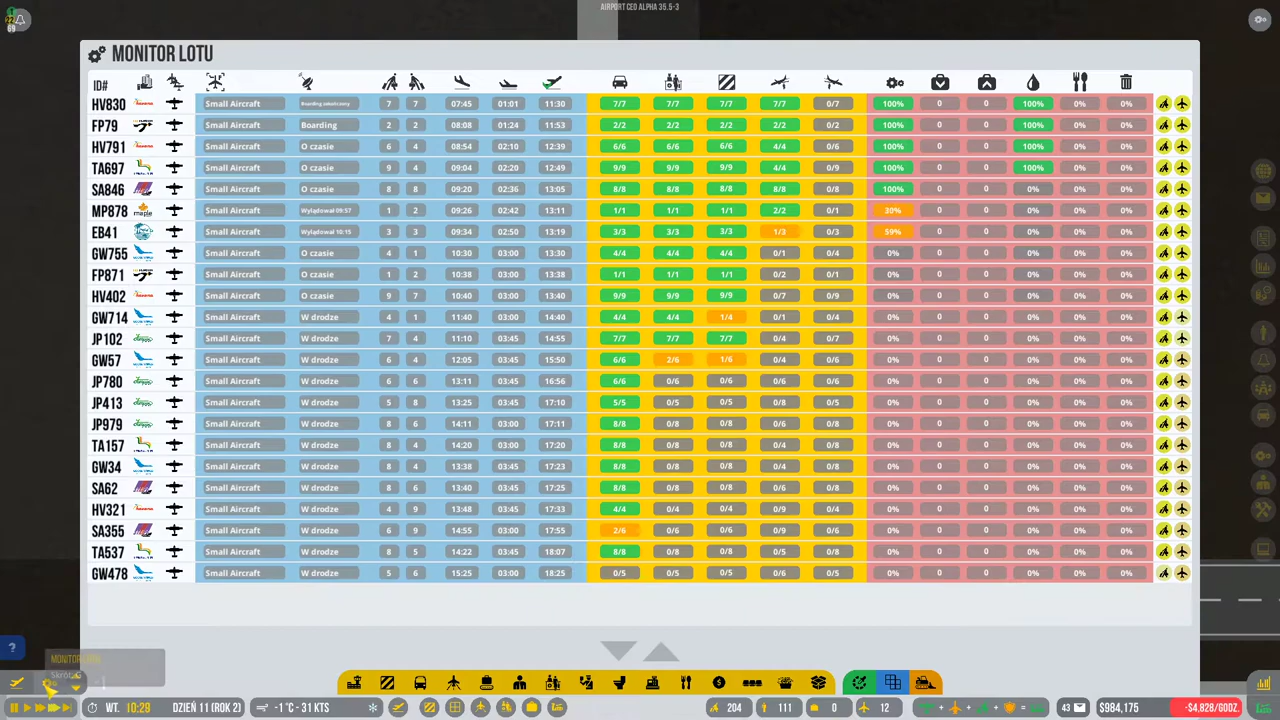 AIRPORT CEO ALPHA 35.5-3
MONITOR LOTU
ID#
HV830 Small Aircraft 7 7 07:45 01:01 11:30 7/7 7/7 7/7 7/7 0/7 100% 0 0 100% 0% 0%
FP79 Small Aircraft Boarding 2 2 08:08 01:24 11:53 2/2 2/2 2/2 2/2 0/2 100% 0 0 100% 0% 0%
HV791 Small Aircraft O czasie 6 4 08:54 02:10 12:39 6/6 6/6 6/6 4/4 0/6 100% 0 0 100% 0% 0%
TA697 Small Aircraft O czasie 9 4 09:04 02:20 12:49 9/9 9/9 9/9 4/4 0/9 100% 0 0 100% 0% 0%
SA846 Small Aircraft O czasie 8 8 09:20 02:36 13:05 8/8 8/8 8/8 8/8 0/8 100% 0 0 0% 0% 0%
MP878 maple Small Aircraft Wylądował 09:57 1 2 09:26 02:42 13:11 1/1 1/1 1/1 2/2 0/1 30% 0 0 0% 0% 0%
EB41 Small Aircraft Wylądował 10:15 3 3 09:34 02:50 13:19 3/3 3/3 3/3 1/3 0/3 59% 0 0 0% 0% 0%
GW755 Small Aircraft O czasie 4 1 10:30 03:00 13:30 4/4 4/4 4/4 0/1 0/4 0% 0 0 0% 0% 0%
FP871 Small Aircraft O czasie 1 2 10:38 03:00 13:38 1/1 1/1 1/1 0/2 0/1 0% 0 0 0% 0% 0%
HV402 Small Aircraft O czasie 9 7 10:40 03:00 13:40 9/9 9/9 9/9 0/7 0/9 0% 0 0 0% 0% 0%
GW714 Small Aircraft W drodze 4 1 11:40 03:00 14:40 4/4 4/4 1/4 0/1 0/4 0% 0 0 0% 0% 0%
JP102 Small Aircraft W drodze 7 4 11:10 03:45 14:55 7/7 7/7 7/7 0/4 0/7 0% 0 0 0% 0% 0%
GW57 Small Aircraft W drodze 6 4 12:05 03:45 15:50 6/6 2/6 1/6 0/4 0/6 0% 0 0 0% 0% 0%
JP780 Small Aircraft W drodze 6 6 13:11 03:45 16:56 6/6 0/6 0/6 0/6 0/6 0% 0 0 0% 0% 0%
JP413 Small Aircraft W drodze 5 8 13:25 03:45 17:10 5/5 0/5 0/5 0/8 0/5 0% 0 0 0% 0% 0%
JP979 Small Aircraft W drodze 8 6 14:11 03:00 17:11 8/8 0/8 0/8 0/6 0/8 0% 0 0 0% 0% 0%
TA157 Small Aircraft W drodze 8 4 14:20 03:00 17:20 8/8 0/8 0/8 0/4 0/8 0% 0 0 0% 0% 0%
GW34 Small Aircraft W drodze 8 4 13:38 03:45 17:23 8/8 0/8 0/8 0/4 0/8 0% 0 0 0% 0% 0%
SA62 Small Aircraft W drodze 8 6 13:40 03:45 17:25 8/8 0/8 0/8 0/6 0/8 0% 0 0 0% 0% 0%
HV321 Small Aircraft W drodze 4 9 13:48 03:45 17:33 4/4 0/4 0/4 0/9 0/4 0% 0 0 0% 0% 0%
SA355 Small Aircraft W drodze 6 9 14:55 03:00 17:55 2/6 0/6 0/6 0/9 0/6 0% 0 0 0% 0% 0%
TA537 Small Aircraft W drodze 8 5 14:22 03:45 18:07 8/8 0/8 0/8 0/5 0/8 0% 0 0 0% 0% 0%
GW478 Small Aircraft W drodze 5 6 15:25 03:00 18:25 0/5 0/5 0/5 0/6 0/5 0% 0 0 0% 0% 0%
?
MONITOR
WT. 10:29 DZIEŃ 11 (ROK 2) -1°C - 31 KTS 204 111 0 12 43 $984,175 -$4,828/GODZ.